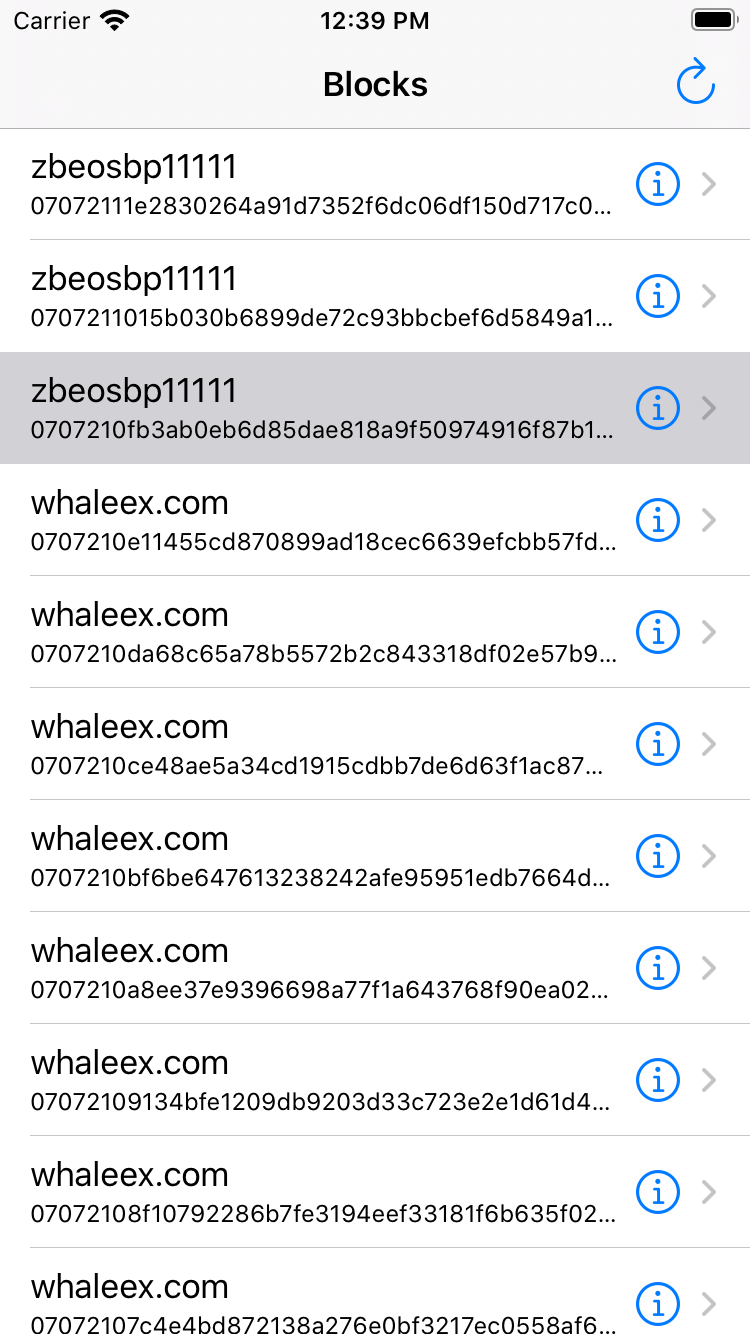 Carrier 12:39 PM
Blocks
zbeosbp11111
07072111e2830264a91d7352f6dc06df150d717c0...
zbeosbp11111
0707211015b030b6899de72c93bbcbef6d5849a1...
zbeosbp11111
0707210fb3ab0eb6d85dae818a9f50974916f87b1...
whaleex.com
0707210e11455cd870899ad18cec6639efcbb57fd...
whaleex.com
0707210da68c65a78b5572b2c843318df02e57b9...
whaleex.com
0707210ce48ae5a34cd1915cdbb7de6d63f1ac87...
whaleex.com
0707210bf6be647613238242afe95951edb7664d...
whaleex.com
0707210a8ee37e9396698a77f1a643768f90ea02...
whaleex.com
07072109134bfe1209db9203d33c723e2e1d61d4...
whaleex.com
07072108f10792286b7fe3194eef33181f6b635f02...
whaleex.com
07072107c4e4bd872138a276e0bf3217ec0558af6...